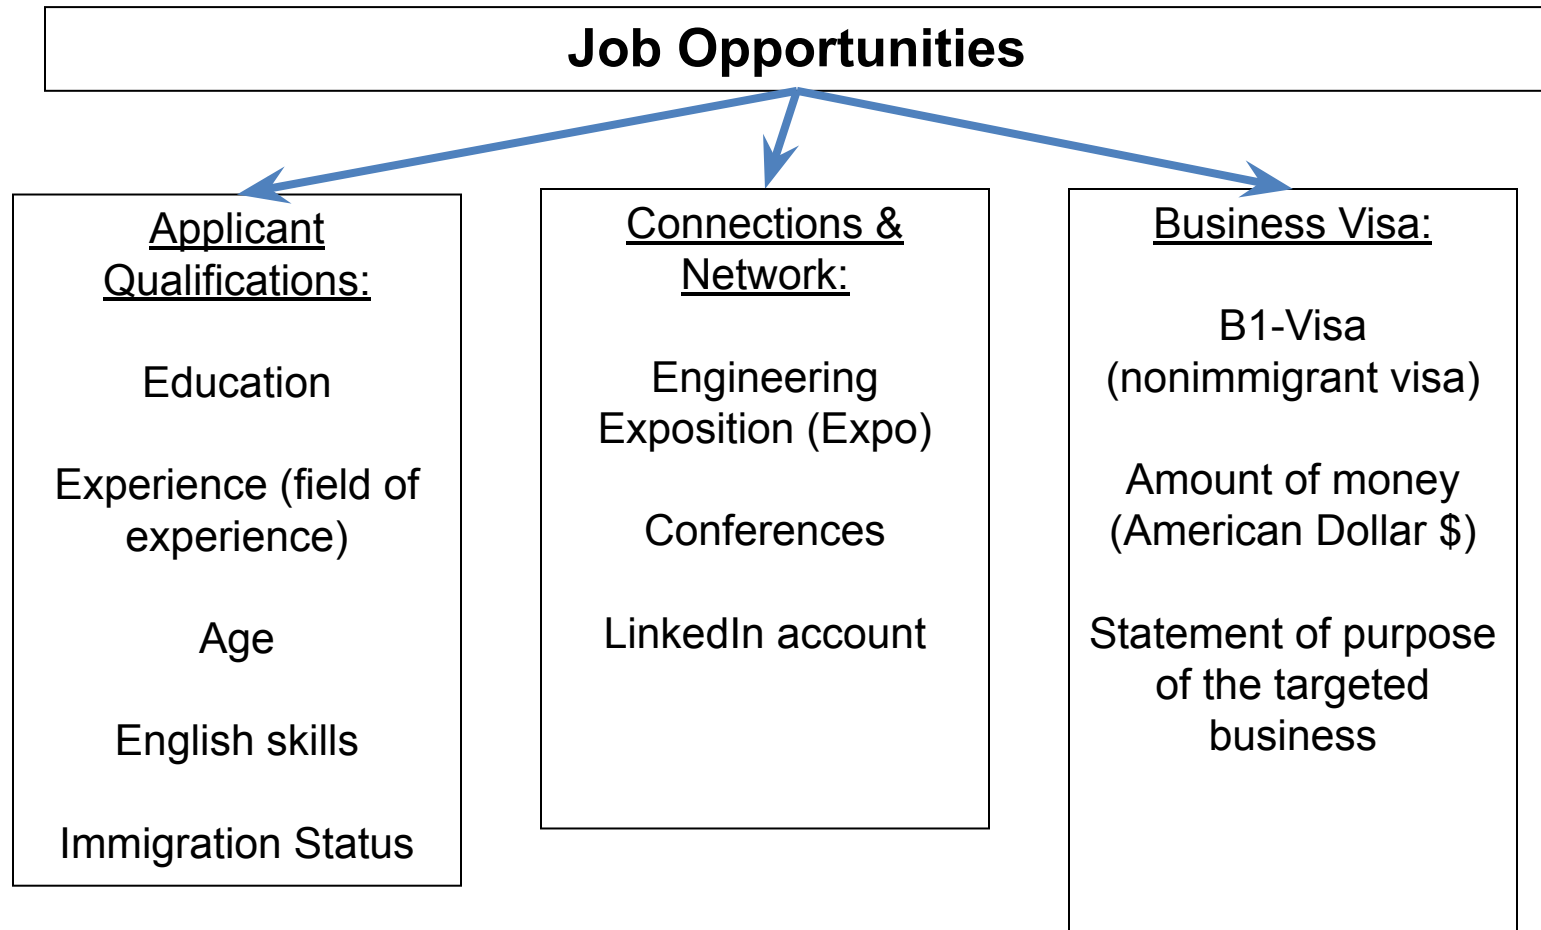 Job Opportunities
Applicant
Qualifications:
Education
Experience (field of
experience)
Age
English skills
Immigration Status
Connections &
Network:
Engineering
Exposition (Expo)
Conferences
LinkedIn account
Business Visa:
B1-Visa
(nonimmigrant visa)
Amount of money
(American Dollar $)
Statement of purpose
of the targeted
business